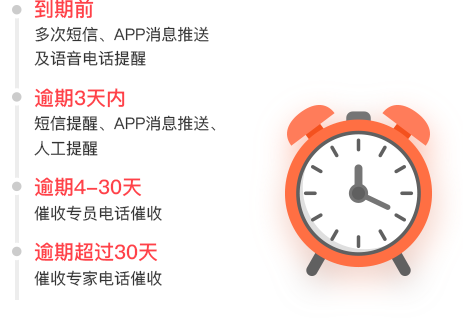 到期前
多次短信、APP消息推送
及语音电话提醒
逾期3天内
短信提醒、APP消息推送、
人工提醒
逾期4–30天
催收专员电话催收
逾期超过30天
催收专家电话催收